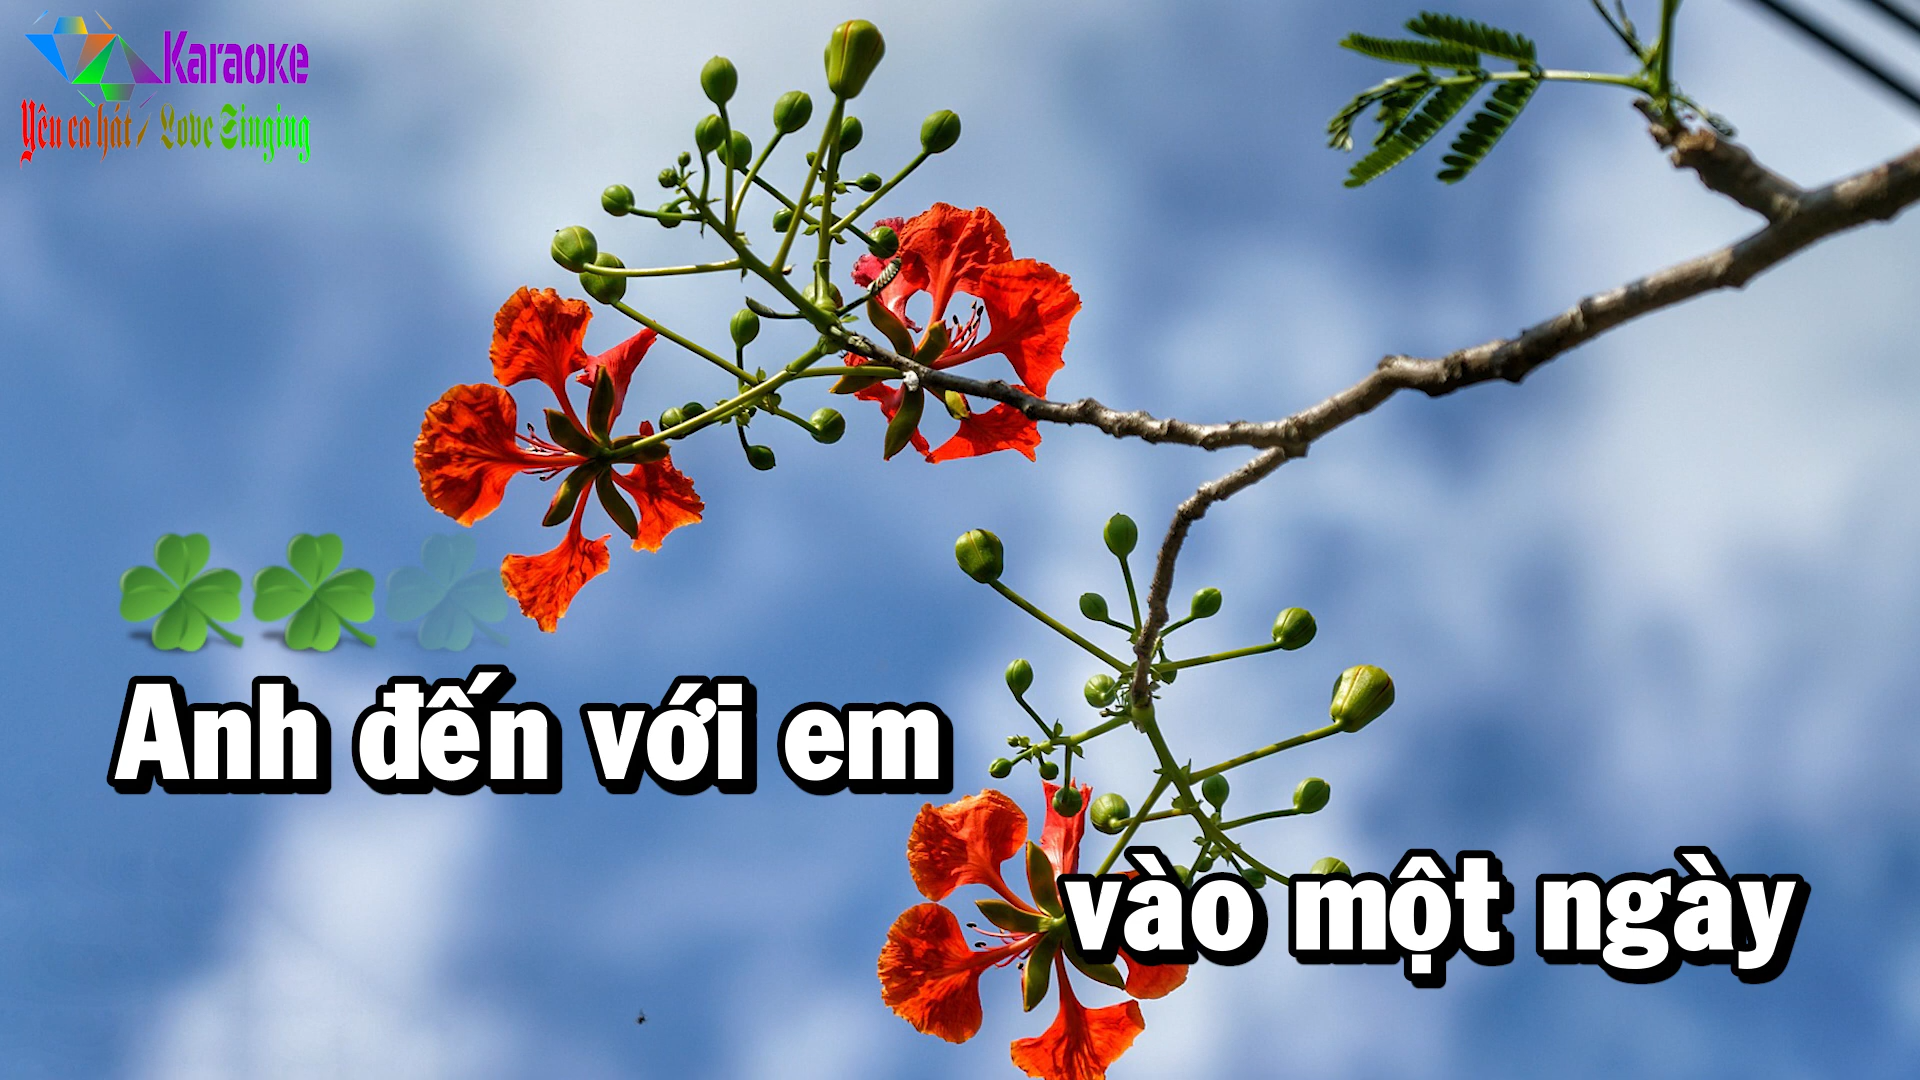 Karaoke
Yêu ca hát / Love Singing
Anh đến với em
vào một ngày